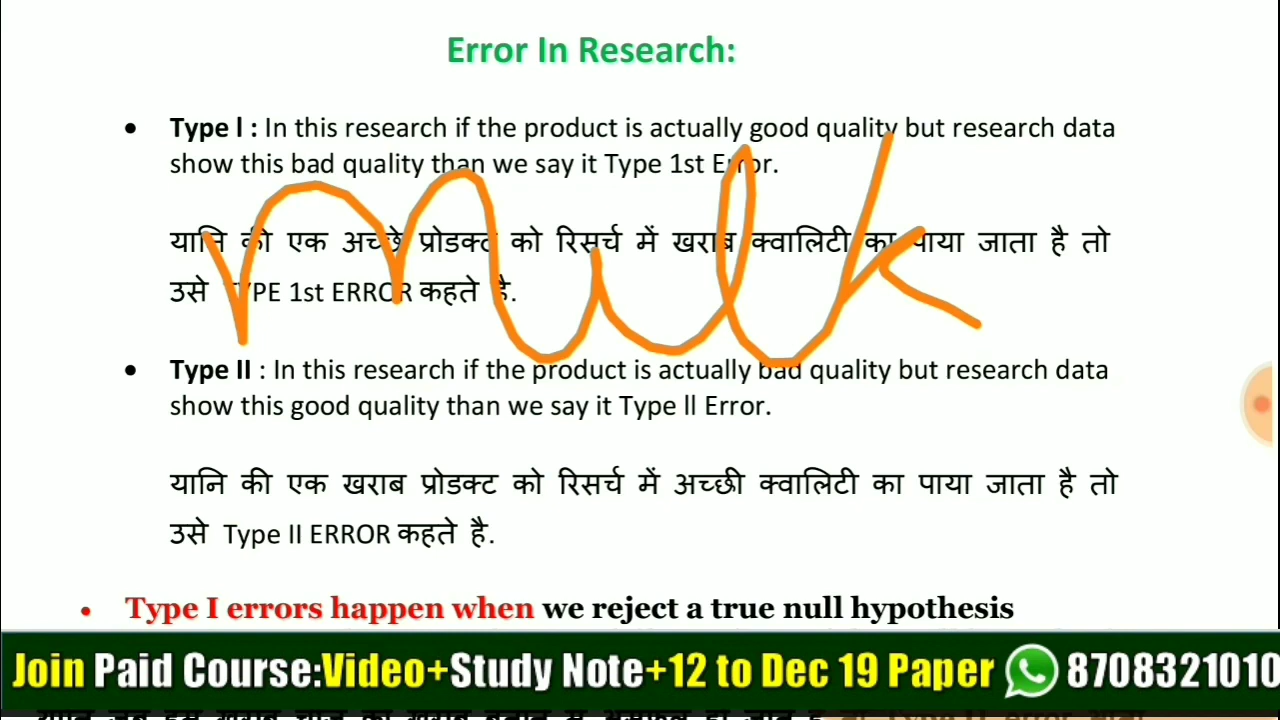 Error In Research:
• Type l : In this research if the product is actually good quality but research data
show this bad quality than we say it Type 1st Error.
यानि की एक अच्छे प्रोडक्ट को रिसर्च में खराब क्वालिटी का पाया जाता है तो
उसे TYPE 1st ERROR कहते है.
milk
• Type II : In this research if the product is actually bad quality but research data
show this good quality than we say it Type ll Error.
यानि की एक खराब प्रोडक्ट को रिसर्च में अच्छी क्वालिटी का पाया जाता है तो
उसे Type II ERROR कहते है.
• Type I errors happen when we reject a true null hypothesis
Join Paid Course:Video+Study Note+12 to Dec 19 Paper 8708321010